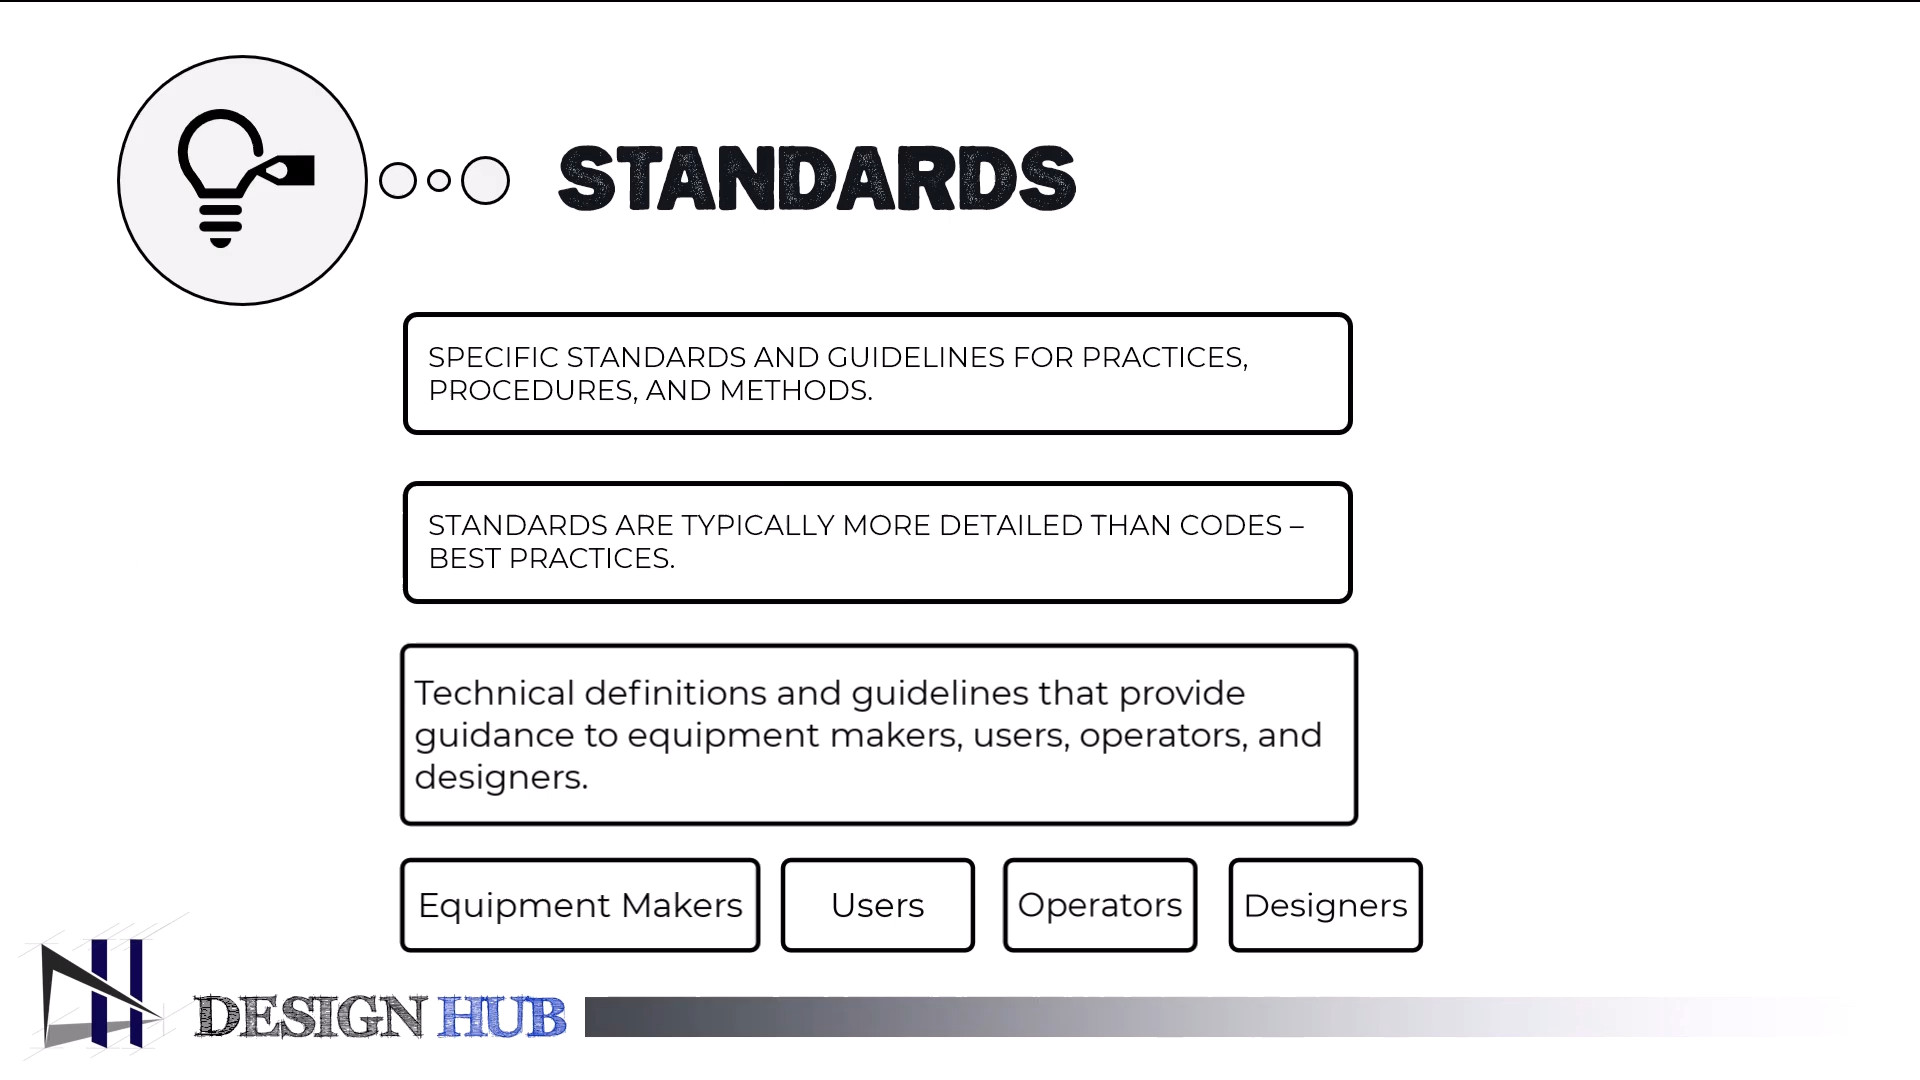 STANDARDS
SPECIFIC STANDARDS AND GUIDELINES FOR PRACTICES,
PROCEDURES, AND METHODS.
STANDARDS ARE TYPICALLY MORE DETAILED THAN CODES –
BEST PRACTICES.
Technical definitions and guidelines that provide
guidance to equipment makers, users, operators, and
designers.
Equipment Makers
Users
Operators
Designers
DESIGN HUB